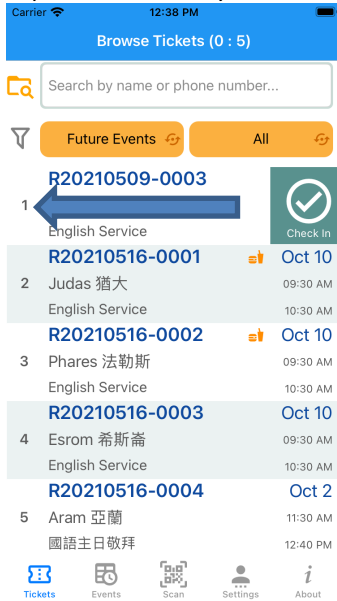 Carrier 12:38 PM
Browse Tickets (0 : 5)
Search by name or phone number...
Future Events All
R20210509-0003
1
English Service
Check In
R20210516-0001 Oct 10
2 Judas 猶大 09:30 AM
English Service 10:30 AM
R20210516-0002 Oct 10
3 Phares 法勒斯 09:30 AM
English Service 10:30 AM
R20210516-0003 Oct 10
4 Esrom 希斯崙 09:30 AM
English Service 10:30 AM
R20210516-0004 Oct 2
5 Aram 亞蘭 11:30 AM
國語主日敬拜 12:40 PM
Tickets Events Scan Settings About